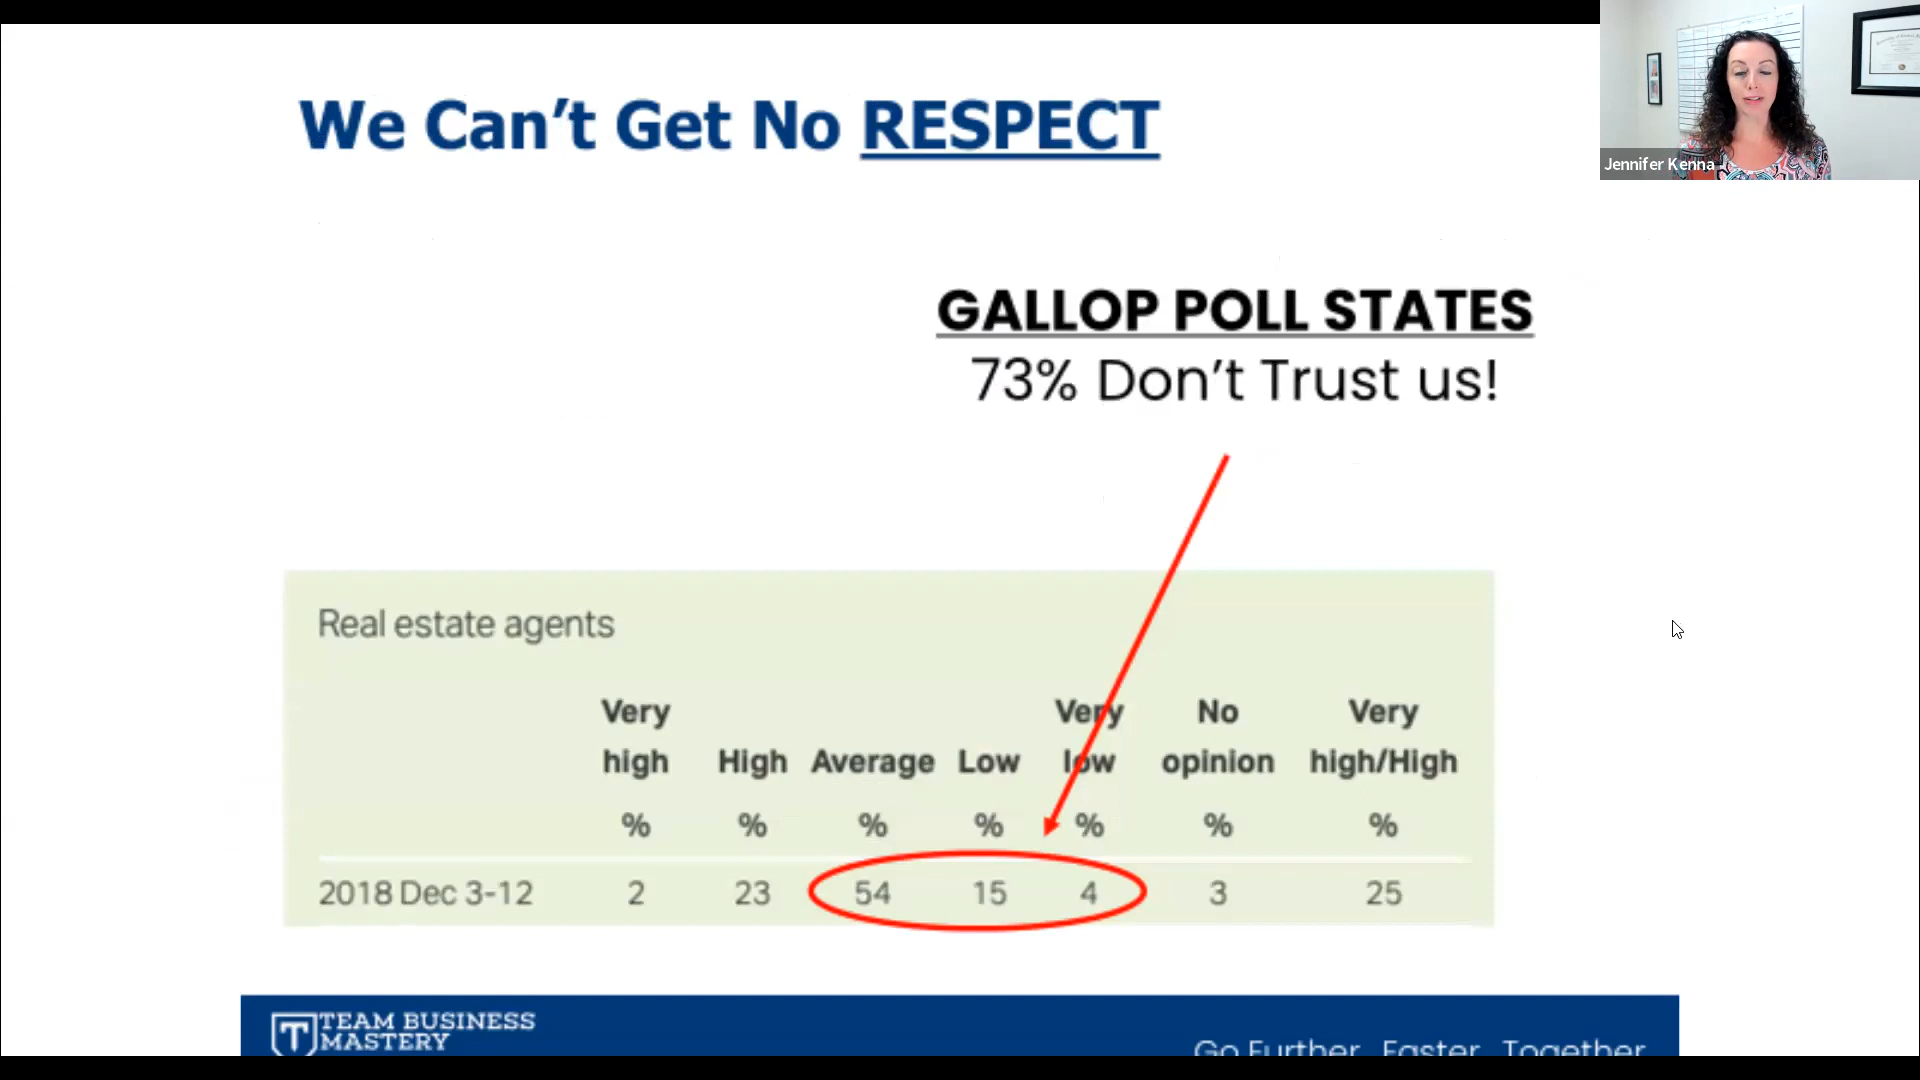 We Can't Get No RESPECT
Jennifer Kenna
GALLOP POLL STATES
73% Don't Trust us!
Real estate agents
Very high High Average Low Very low No opinion Very high/High
% % % % % % %
2018 Dec 3-12 2 23 54 15 4 3 25
TEAM BUSINESS
MASTERY
Go Further. Faster. Together.